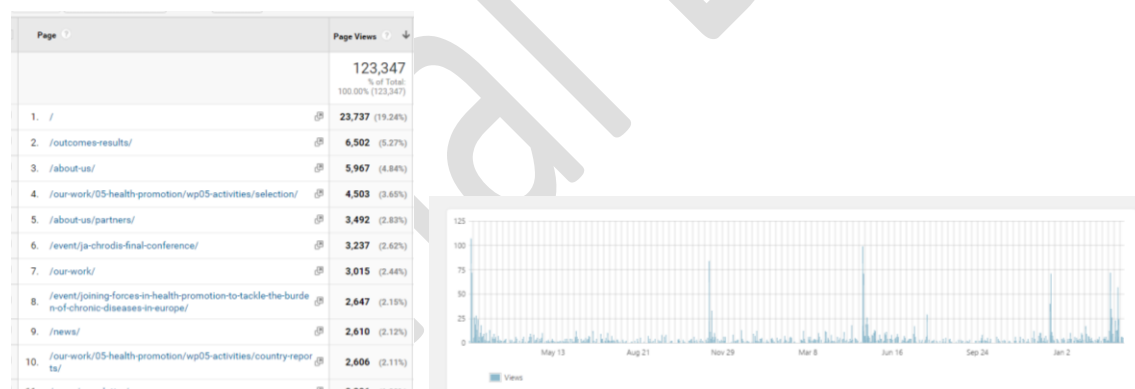 Page
Page Views
123,347
% of Total:
100.00% (123,347)
1. / 23,737 (19.24%)
2. /outcomes-results/ 6,502 (5.27%)
3. /about-us/ 5,967 (4.84%)
4. /our-work/05-health-promotion/wp05-activities/selection/ 4,503 (3.65%)
5. /about-us/partners/ 3,492 (2.83%)
6. /event/ja-chrodis-final-conference/ 3,237 (2.62%)
7. /our-work/ 3,015 (2.44%)
8. /event/joining-forces-in-health-promotion-to-tackle-the-burde
n-of-chronic-diseases-in-europe/ 2,647 (2.15%)
9. /news/ 2,610 (2.12%)
10. /our-work/05-health-promotion/wp05-activities/country-repor
ts/ 2,606 (2.11%)
125
100
75
50
25
0
May 13 Aug 21 Nov 29 Mar 8 Jun 16 Sep 24 Jan 2
Views